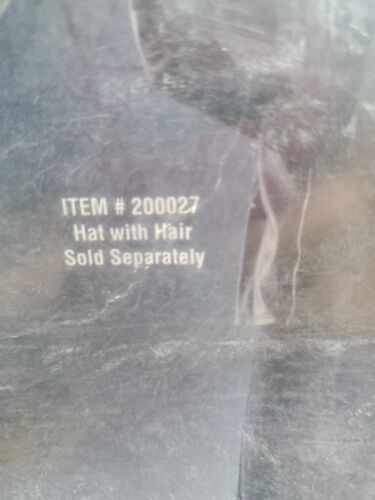 ITEM # 200027
Hat with Hair
Sold Separately